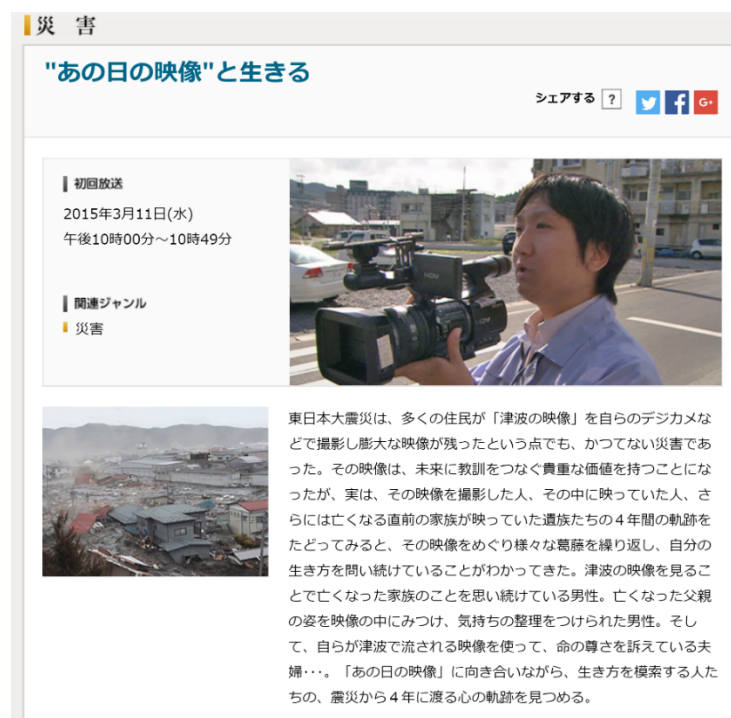 災 害
"あの日の映像"と生きる
シェアする ?
G+
初回放送
2015年3月11日(水)
午後10時00分～10時49分
関連ジャンル
災害
HDV
HDV
東日本大震災は、多くの住民が「津波の映像」を自らのデジカメな
どで撮影し膨大な映像が残ったという点でも、かつてない災害であ
った。その映像は、未来に教訓をつなぐ貴重な価値を持つことにな
ったが、実は、その映像を撮影した人、その中に映っていた人、さ
らには亡くなる直前の家族が映っていた遺族たちの４年間の軌跡を
たどってみると、その映像をめぐり様々な葛藤を繰り返し、自分の
生き方を問い続けていることがわかってきた。津波の映像を見るこ
とで亡くなった家族のことを思い続けている男性。亡くなった父親
の姿を映像の中にみつけ、気持ちの整理をつけられた男性。そし
て、自らが津波で流される映像を使って、命の尊さを訴えている夫
婦･･･。「あの日の映像」に向き合いながら、生き方を模索する人た
ちの、震災から４年に渡る心の軌跡を見つめる。